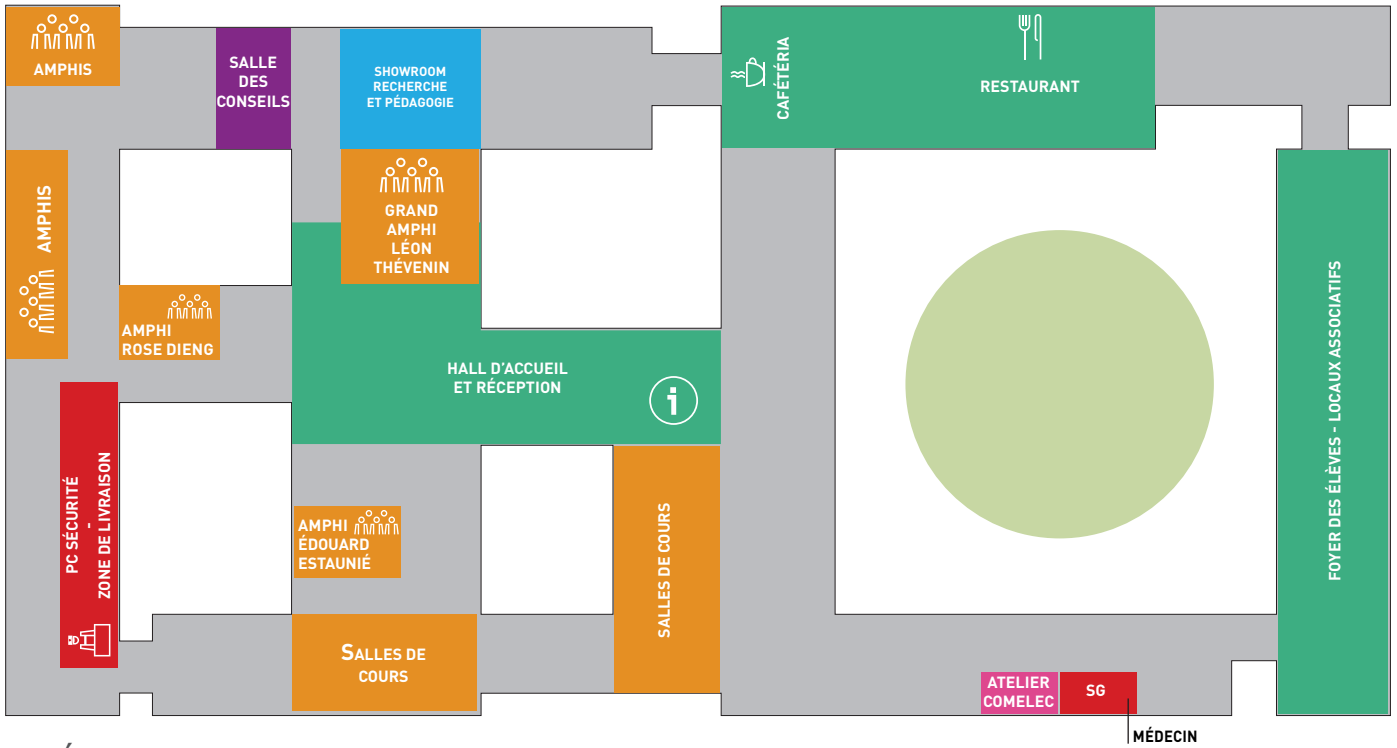 AMPHIS
SALLE
DES
CONSEILS
SHOWROOM
RECHERCHE
ET PÉDAGOGIE
CAFÉTÉRIA
RESTAURANT
AMPHIS
GRAND
AMPHI
LÉON
THÉVENIN
AMPHI
ROSE DIENG
HALL D'ACCUEIL
ET RÉCEPTION
i
FOYER DES ÉLÈVES - LOCAUX ASSOCIATIFS
PC SÉCURITÉ
-
ZONE DE LIVRAISON
AMPHI
ÉDOUARD
ESTAUNIÉ
SALLES DE COURS
SALLES DE
COURS
ATELIER
COMELEC
SG
MÉDECIN